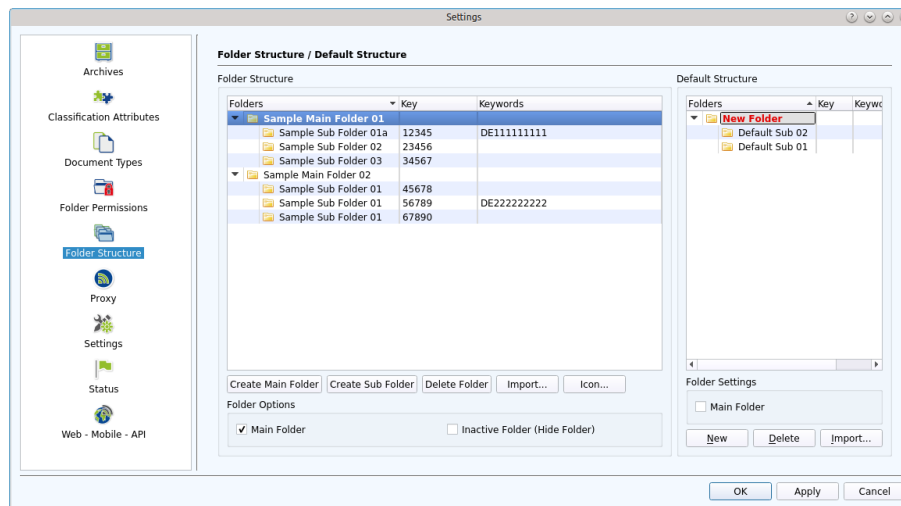 Settings
Archives
Classification Attributes
Document Types
Folder Permissions
Folder Structure
Proxy
Settings
Status
Web - Mobile - API
Folder Structure / Default Structure
Folder Structure
Folders Key Keywords
Sample Main Folder 01
Sample Sub Folder 01a 12345 DE111111111
Sample Sub Folder 02 23456
Sample Sub Folder 03 34567
Sample Main Folder 02
Sample Sub Folder 01 45678
Sample Sub Folder 01 56789 DE222222222
Sample Sub Folder 01 67890
Create Main Folder Create Sub Folder Delete Folder Import... Icon...
Folder Options
Main Folder Inactive Folder (Hide Folder)
Default Structure
Folders Key Keywo
New Folder
Default Sub 02
Default Sub 01
Folder Settings
Main Folder
New Delete Import...
OK Apply Cancel